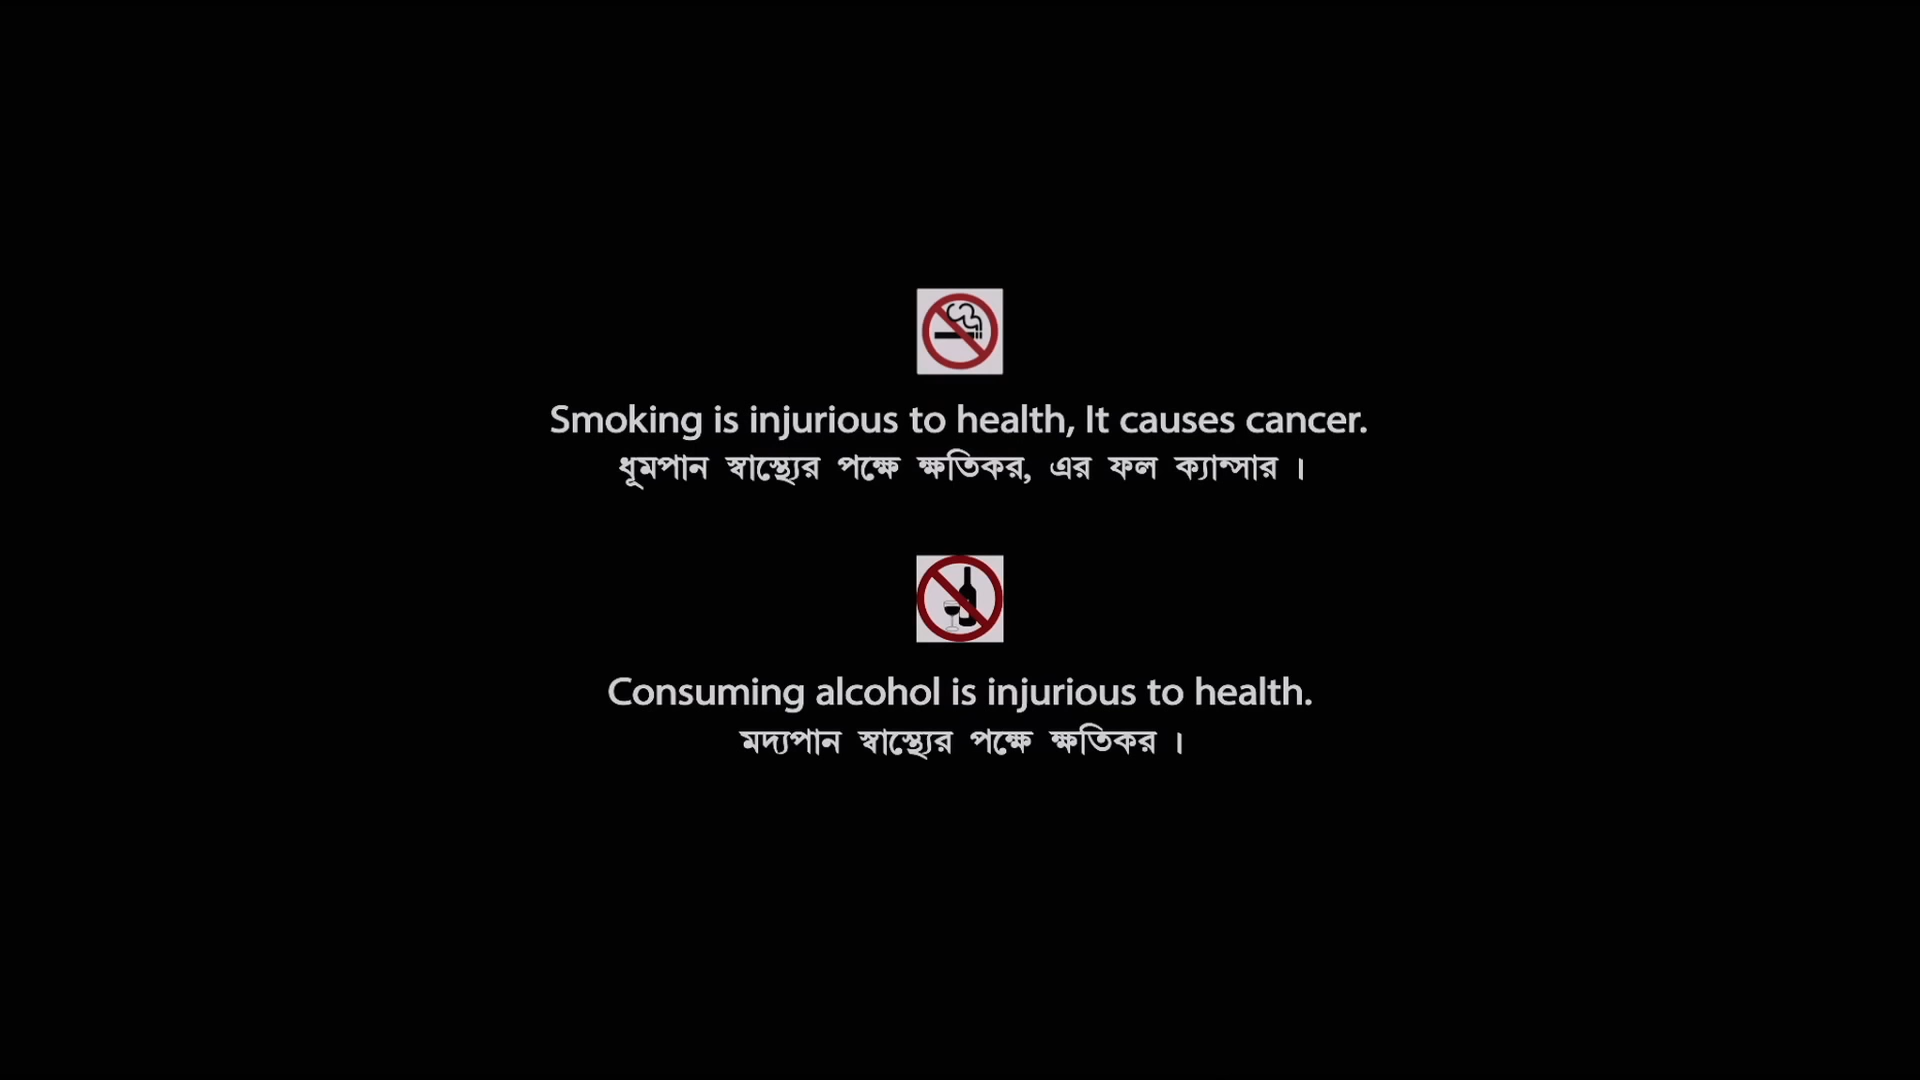 Smoking is injurious to health, It causes cancer.
ধূমপান স্বাস্থ্যের পক্ষে ক্ষতিকর, এর ফল ক্যান্সার ।
Consuming alcohol is injurious to health.
মদ্যপান স্বাস্থ্যের পক্ষে ক্ষতিকর ।